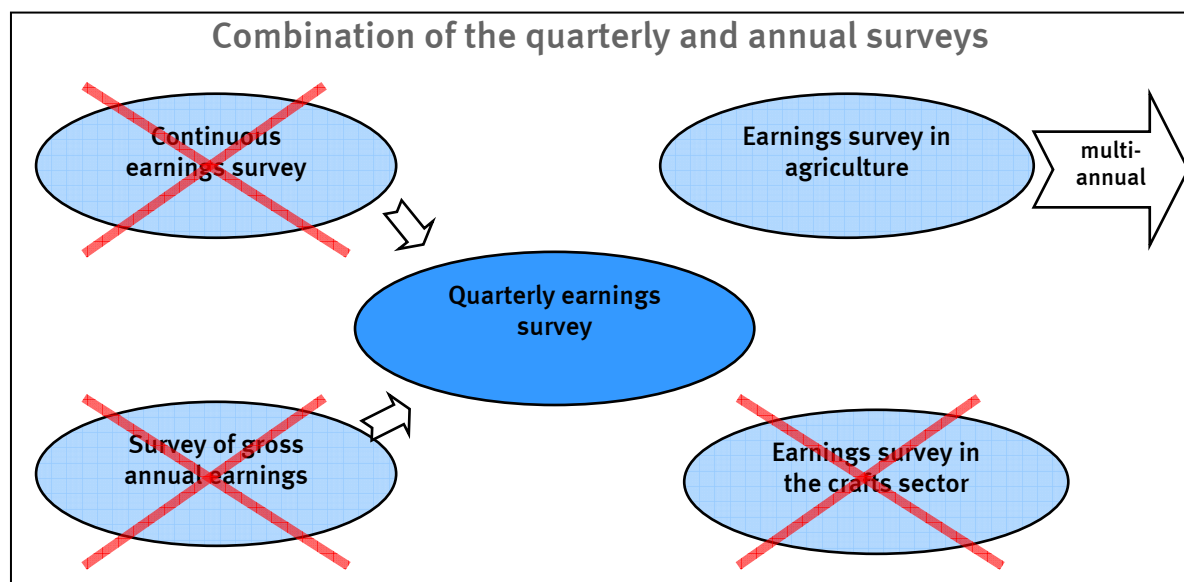 Combination of the quarterly and annual surveys
Continuous
earnings survey
Earnings survey in
agriculture
multi-
annual
Quarterly earnings
survey
Survey of gross
annual earnings
Earnings survey in
the crafts sector